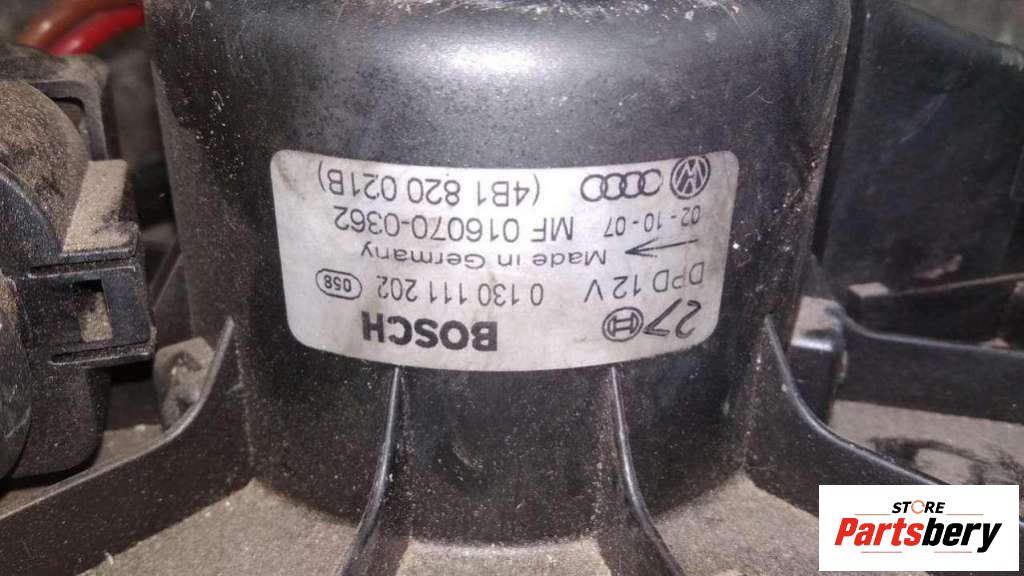 27 BOSCH
DPD 12 V 0 130 111 202 058
Made in Germany
02 - 10 - 07 MF 016070-0362
(4B1 820 021B)
STORE
Partsbery